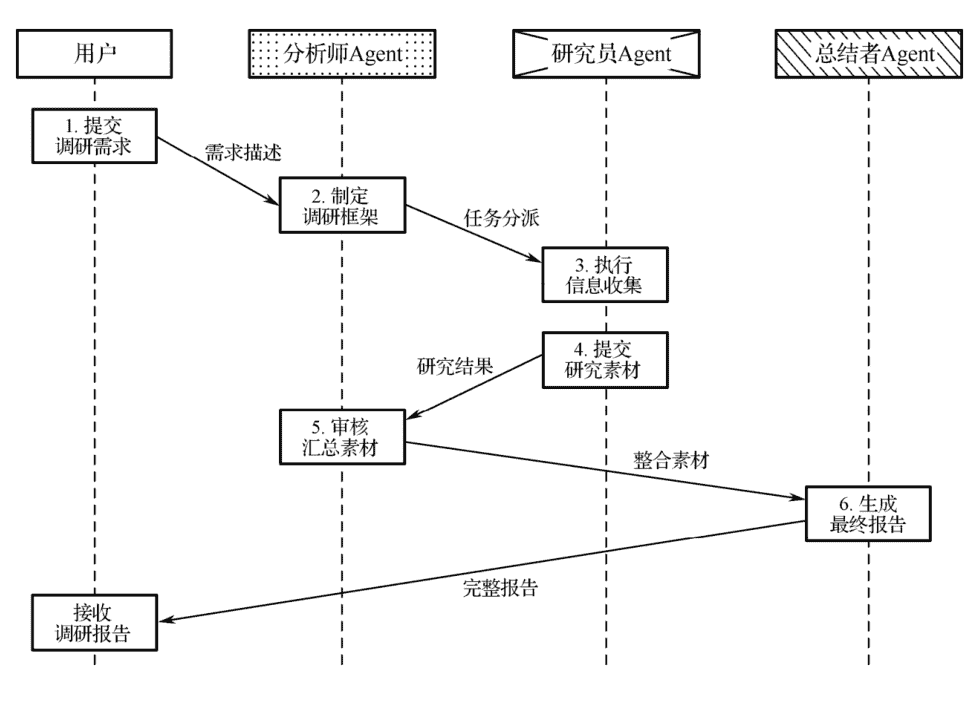 用户
分析师Agent
研究员Agent
总结者Agent
1. 提交
调研需求
需求描述
2. 制定
调研框架
任务分派
3. 执行
信息收集
4. 提交
研究素材
研究结果
5. 审核
汇总素材
整合素材
6. 生成
最终报告
完整报告
接收
调研报告